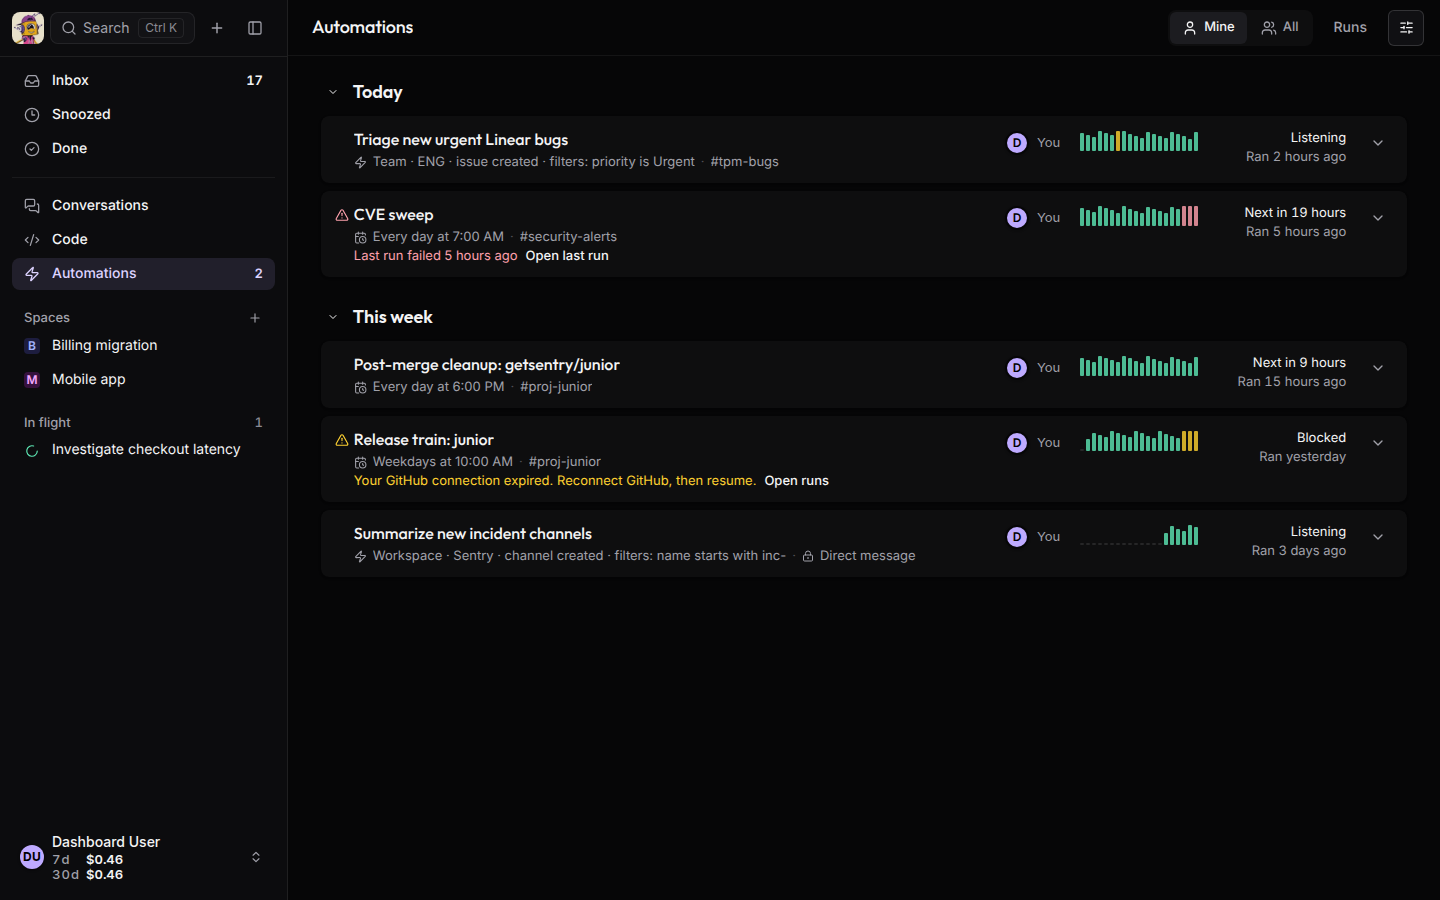 Search
Ctrl K
Inbox
17
Snoozed
Done
Conversations
Code
Automations
2
Spaces
B
Billing migration
M
Mobile app
In flight
1
Investigate checkout latency
DU
Dashboard User
7d $0.46
30d $0.46
Automations
Mine
All
Runs
Today
Triage new urgent Linear bugs
Team · ENG · issue created · filters: priority is Urgent · #tpm-bugs
D You
Listening
Ran 2 hours ago
CVE sweep
Every day at 7:00 AM · #security-alerts
Last run failed 5 hours ago Open last run
D You
Next in 19 hours
Ran 5 hours ago
This week
Post-merge cleanup: getsentry/junior
Every day at 6:00 PM · #proj-junior
D You
Next in 9 hours
Ran 15 hours ago
Release train: junior
Weekdays at 10:00 AM · #proj-junior
Your GitHub connection expired. Reconnect GitHub, then resume. Open runs
D You
Blocked
Ran yesterday
Summarize new incident channels
Workspace · Sentry · channel created · filters: name starts with inc- · Direct message
D You
Listening
Ran 3 days ago